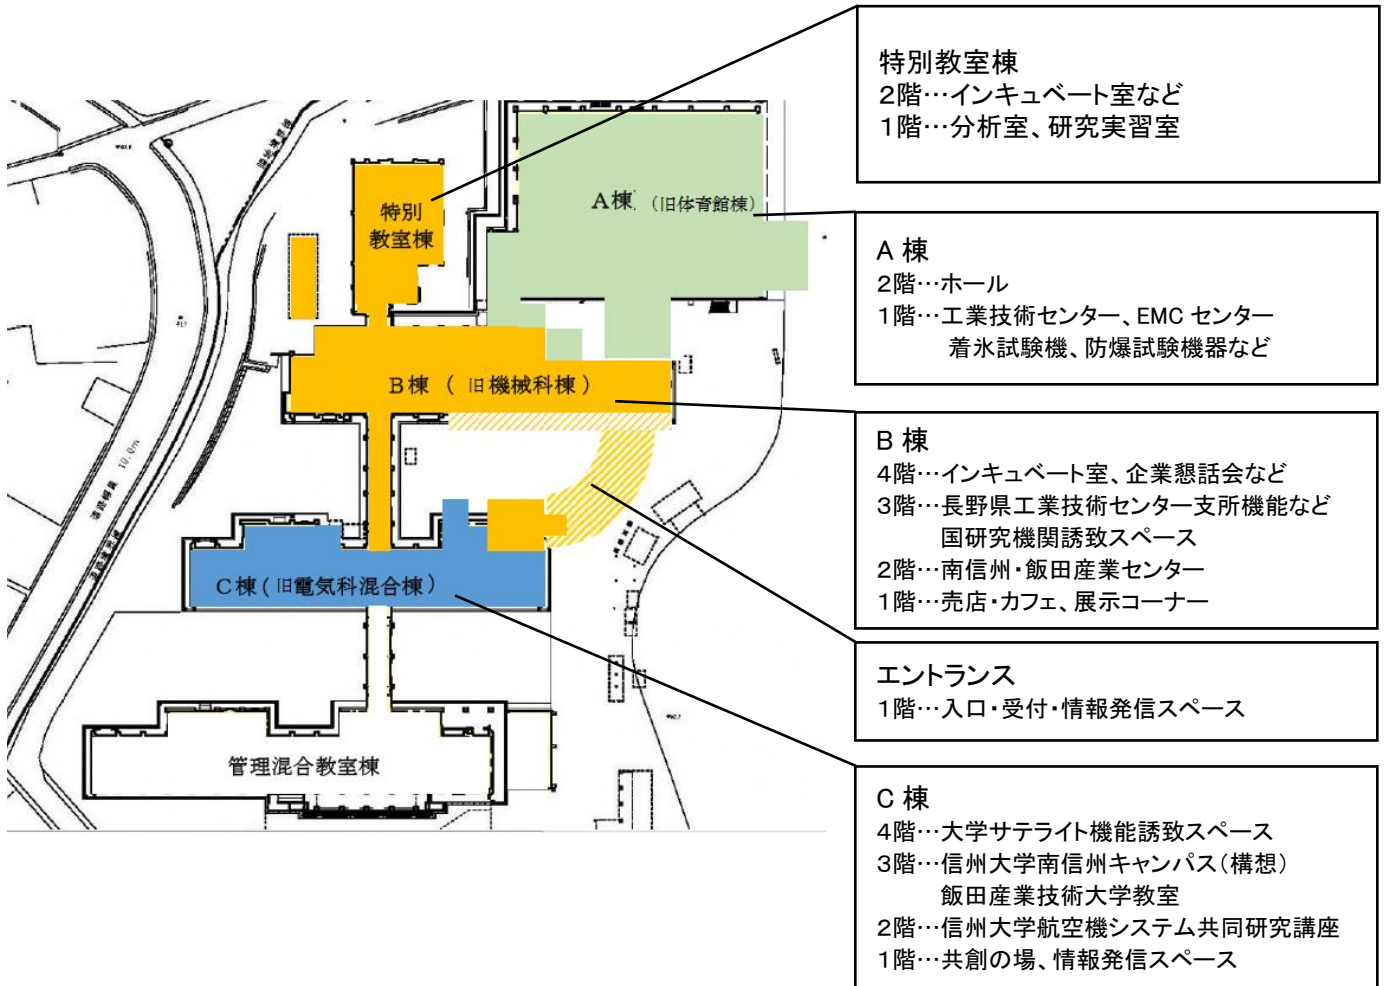 特別教室棟
2階…インキュベート室など
1階…分析室、研究実習室
A 棟
2階…ホール
1階…工業技術センター、EMC センター
着氷試験機、防爆試験機器など
B 棟
4階…インキュベート室、企業懇話会など
3階…長野県工業技術センター支所機能など
国研究機関誘致スペース
2階…南信州・飯田産業センター
1階…売店・カフェ、展示コーナー
エントランス
1階…入口・受付・情報発信スペース
C 棟
4階…大学サテライト機能誘致スペース
3階…信州大学南信州キャンパス（構想）
飯田産業技術大学教室
2階…信州大学航空機システム共同研究講座
1階…共創の場、情報発信スペース
特別
教室棟
A棟 （旧体育館棟）
B棟 （ 旧機械科棟 ）
C棟（旧電気科混合棟）
管理混合教室棟